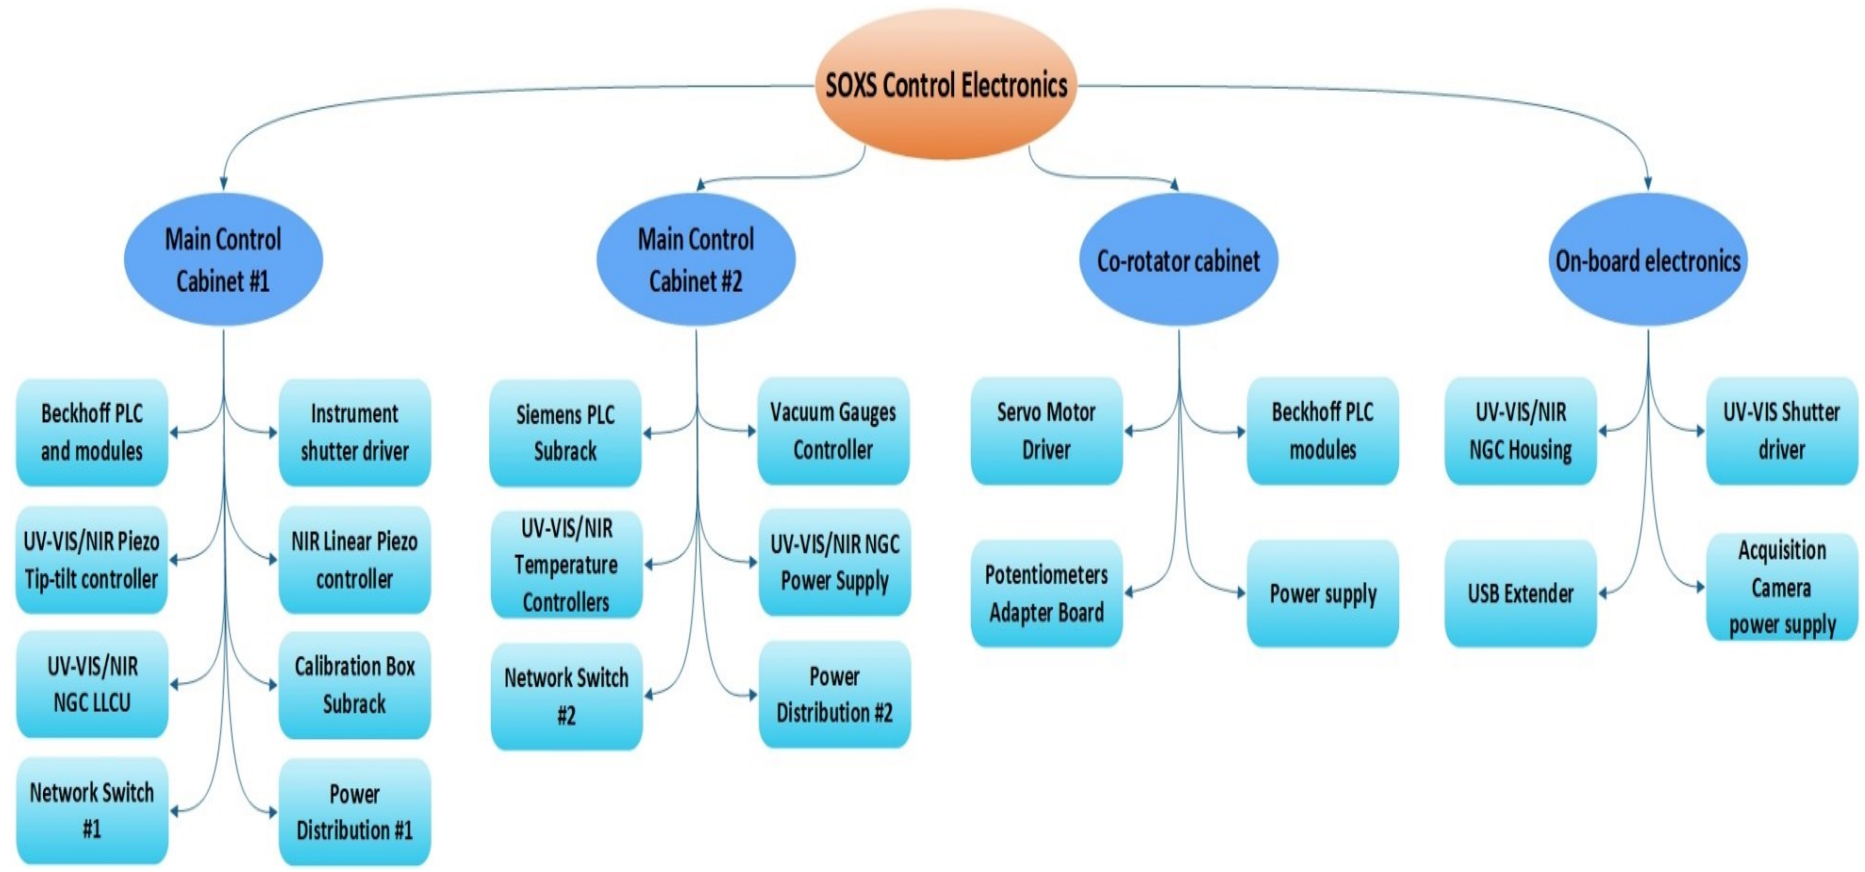 SOXS Control Electronics
Main Control
Cabinet #1
Main Control
Cabinet #2
Co-rotator cabinet
On-board electronics
Beckhoff PLC
and modules
Instrument
shutter driver
UV-VIS/NIR Piezo
Tip-tilt controller
NIR Linear Piezo
controller
UV-VIS/NIR
NGC LLCU
Calibration Box
Subrack
Network Switch
#1
Power
Distribution #1
Siemens PLC
Subrack
Vacuum Gauges
Controller
UV-VIS/NIR
Temperature
Controllers
UV-VIS/NIR NGC
Power Supply
Network Switch
#2
Power
Distribution #2
Servo Motor
Driver
Beckhoff PLC
modules
Potentiometers
Adapter Board
Power supply
UV-VIS/NIR
NGC Housing
UV-VIS Shutter
driver
USB Extender
Acquisition
Camera
power supply